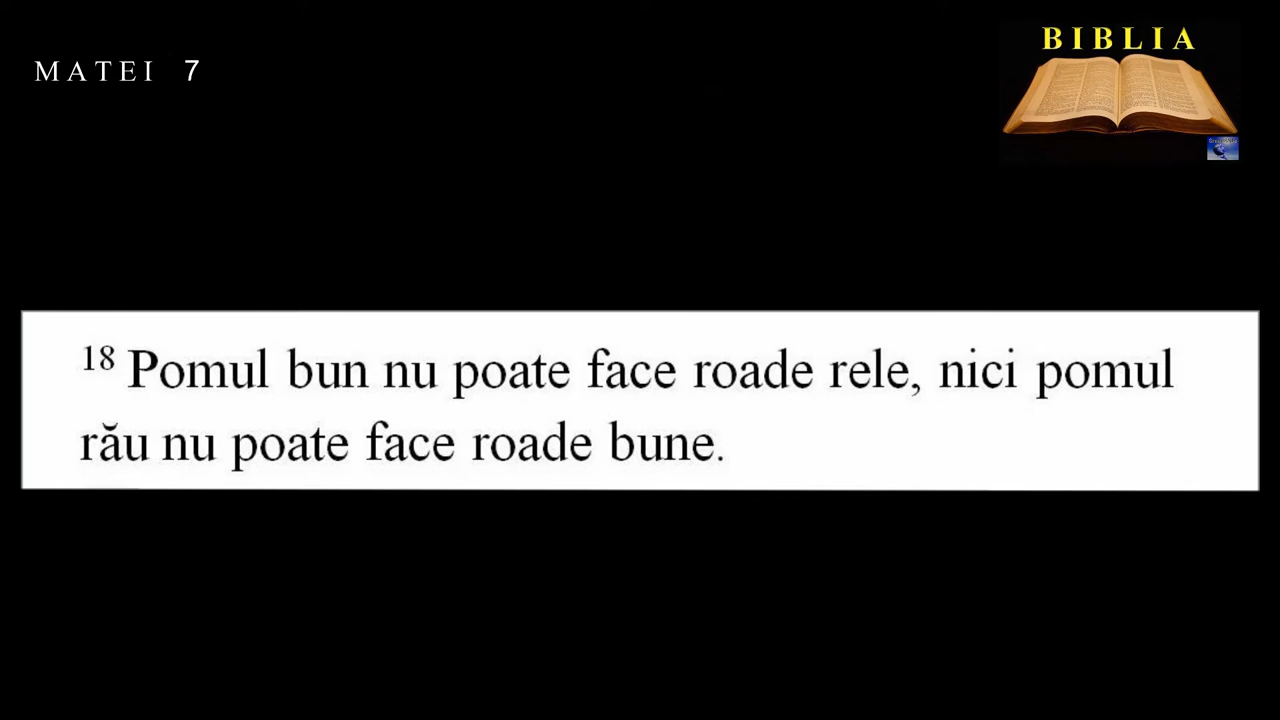 BIBLIA
MATEI 7
18 Pomul bun nu poate face roade rele, nici pomul
rău nu poate face roade bune.